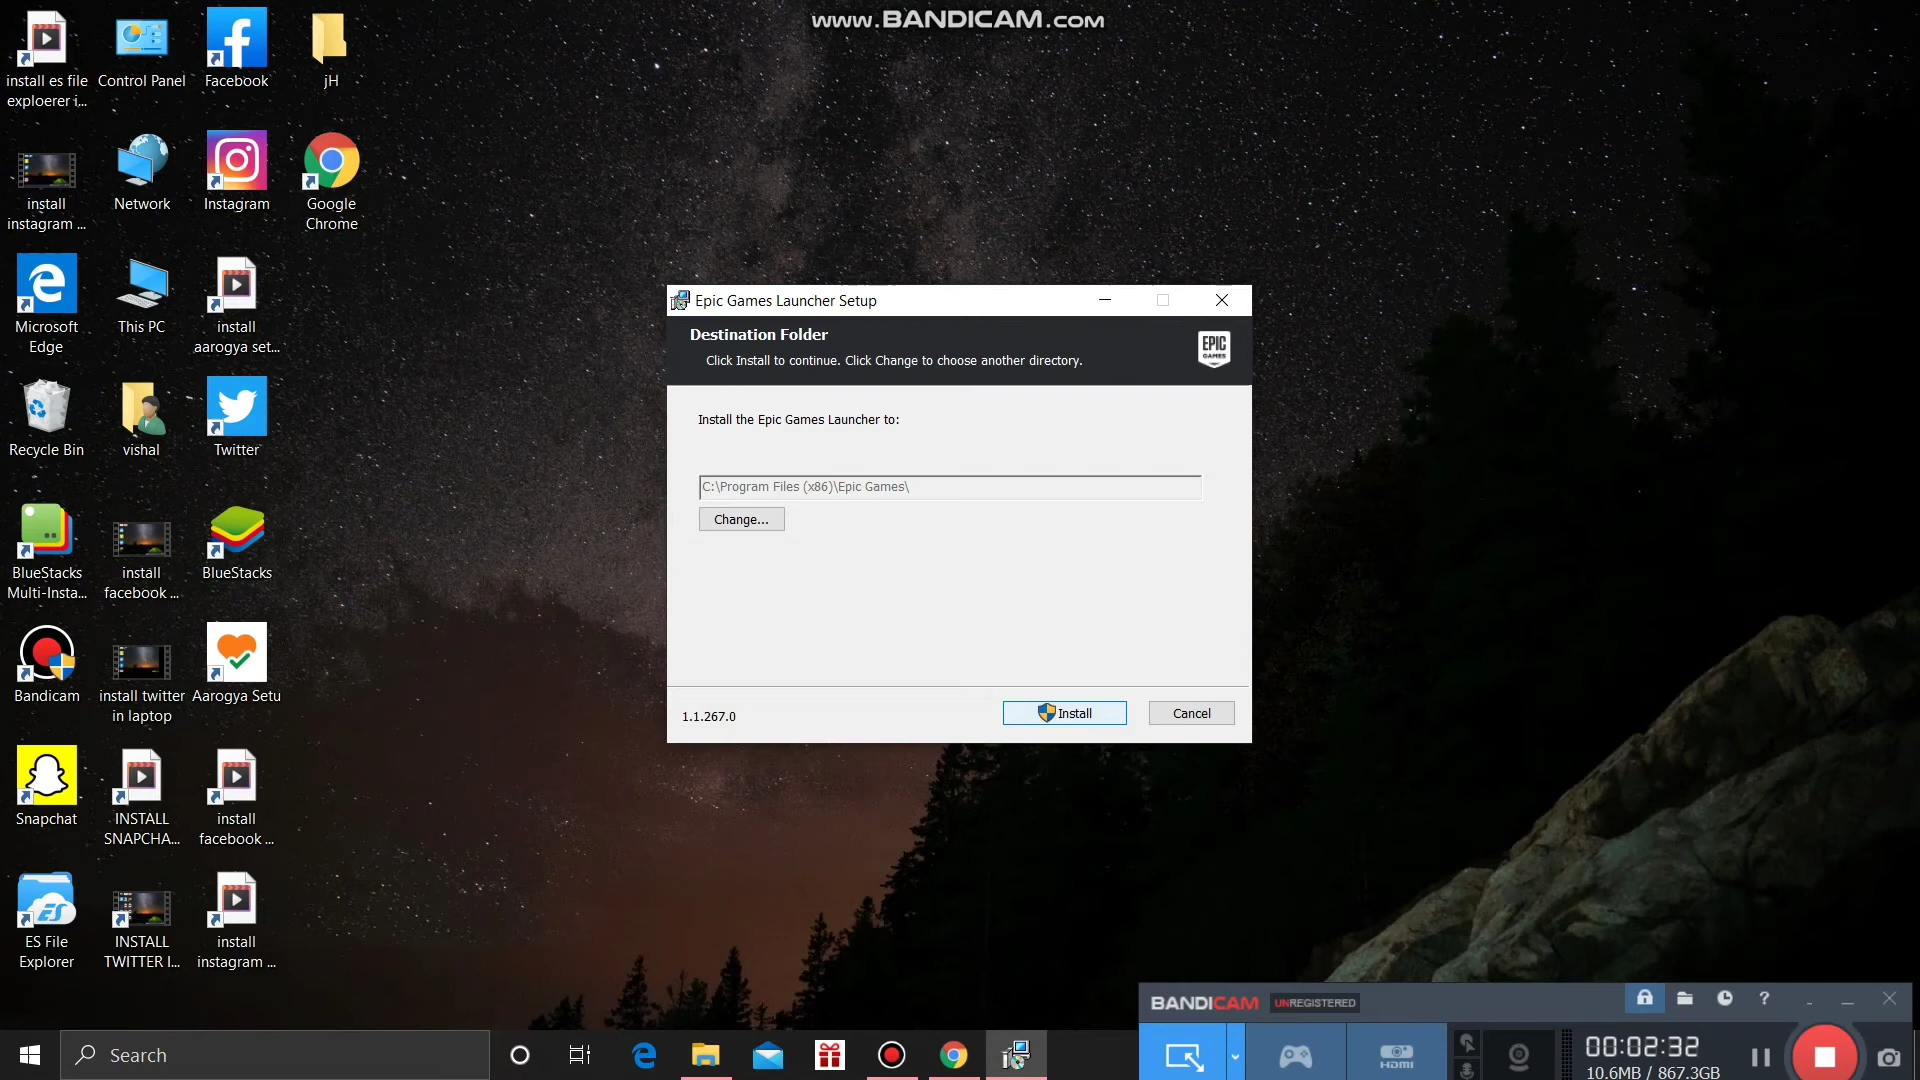 www.BANDICAM.com
install es file
exploerer i...
Control Panel
Facebook
jH
install
instagram ...
Network
Instagram
Google
Chrome
Microsoft
Edge
This PC
install
aarogya set...
Recycle Bin
vishal
Twitter
BlueStacks
Multi-Insta...
install
facebook ...
BlueStacks
Bandicam
install twitter
in laptop
Aarogya Setu
Snapchat
INSTALL
SNAPCHA...
install
facebook ...
ES
ES File
Explorer
INSTALL
TWITTER I...
install
instagram ...
Epic Games Launcher Setup
Destination Folder
Click Install to continue. Click Change to choose another directory.
EPIC
GAMES
Install the Epic Games Launcher to:
C:\Program Files (x86)\Epic Games\
Change...
1.1.267.0
Install
Cancel
BANDICAM
UNREGISTERED
HDMI
00:02:32
10.6MB / 867.3GB
Search